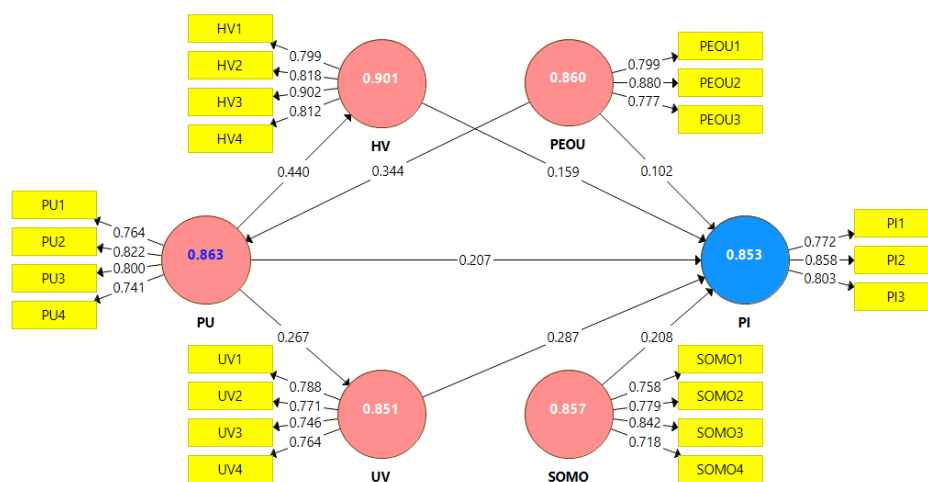 HV1
HV2
HV3
HV4
0.799
0.818
0.902
0.812
0.901
HV
0.860
PEOU
0.799
0.880
0.777
PEOU1
PEOU2
PEOU3
0.440
0.344
0.159
0.102
PU1
PU2
PU3
PU4
0.764
0.822
0.800
0.741
0.863
PU
0.207
0.853
PI
0.772
0.858
0.803
PI1
PI2
PI3
0.267
0.287
0.208
UV1
UV2
UV3
UV4
0.788
0.771
0.746
0.764
0.851
UV
0.857
SOMO
0.758
0.779
0.842
0.718
SOMO1
SOMO2
SOMO3
SOMO4